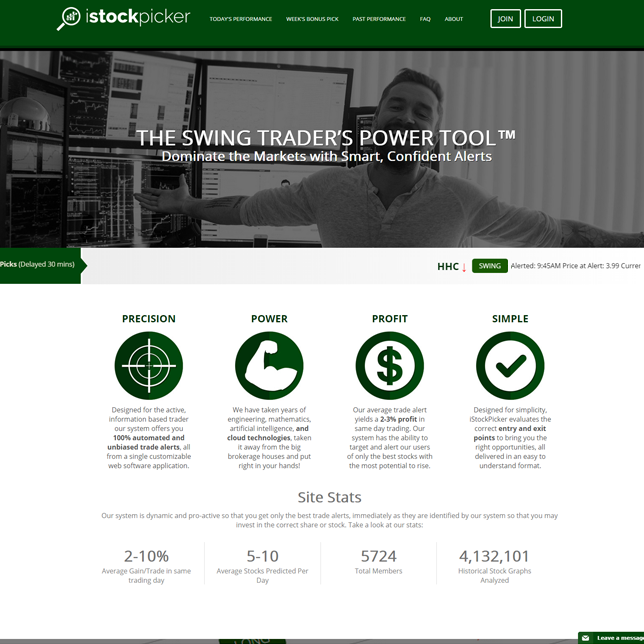 istockpicker
TODAY'S PERFORMANCE
WEEK'S BONUS PICK
PAST PERFORMANCE
FAQ
ABOUT
JOIN
LOGIN
THE SWING TRADER'S POWER TOOL™
Dominate the Markets with Smart, Confident Alerts
Picks (Delayed 30 mins)
HHC ↓ SWING Alerted: 9:45AM Price at Alert: 3.99 Currer
PRECISION
Designed for the active,
information based trader
our system offers you
100% automated and
unbiased trade alerts, all
from a single customizable
web software application.
POWER
We have taken years of
engineering, mathematics,
artificial intelligence, and
cloud technologies, taken
it away from the big
brokerage houses and put
right in your hands!
PROFIT
$
Our average trade alert
yields a 2-3% profit in
same day trading. Our
system has the ability to
target and alert our users
of only the best stocks with
the most potential to rise.
SIMPLE
Designed for simplicity,
iStockPicker evaluates the
correct entry and exit
points to bring you the
right opportunities, all
delivered in an easy to
understand format.
Site Stats
Our system is dynamic and pro-active so that you get only the best trade alerts, immediately as they are identified by our system so that you may
invest in the correct share or stock. Take a look at our stats:
2-10%
Average Gain/Trade in same
trading day
5-10
Average Stocks Predicted Per
Day
5724
Total Members
4,132,101
Historical Stock Graphs
Analyzed
LONG
Leave a messag